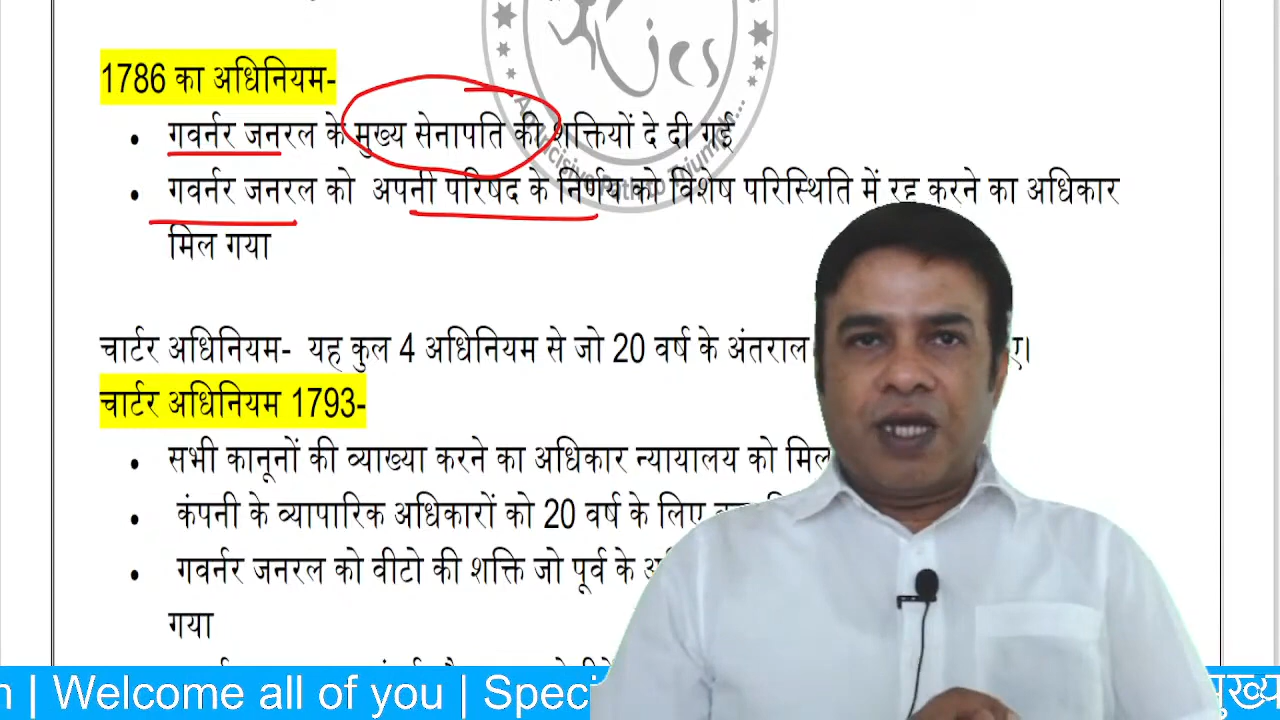 ics
1786 का अधिनियम-
• गवर्नर जनरल के मुख्य सेनापति की शक्तियों दे दी गई
• गवर्नर जनरल को अपनी परिषद के निर्णय को विशेष परिस्थिति में रद्द करने का अधिकार
मिल गया
चार्टर अधिनियम- यह कुल 4 अधिनियम से जो 20 वर्ष के अंतराल
चार्टर अधिनियम 1793-
• सभी कानूनों की व्याख्या करने का अधिकार न्यायालय को मिल
• कंपनी के व्यापारिक अधिकारों को 20 वर्ष के लिए
• गवर्नर जनरल को वीटो की शक्ति जो पूर्व के
गया
| Welcome all of you | मुख्य